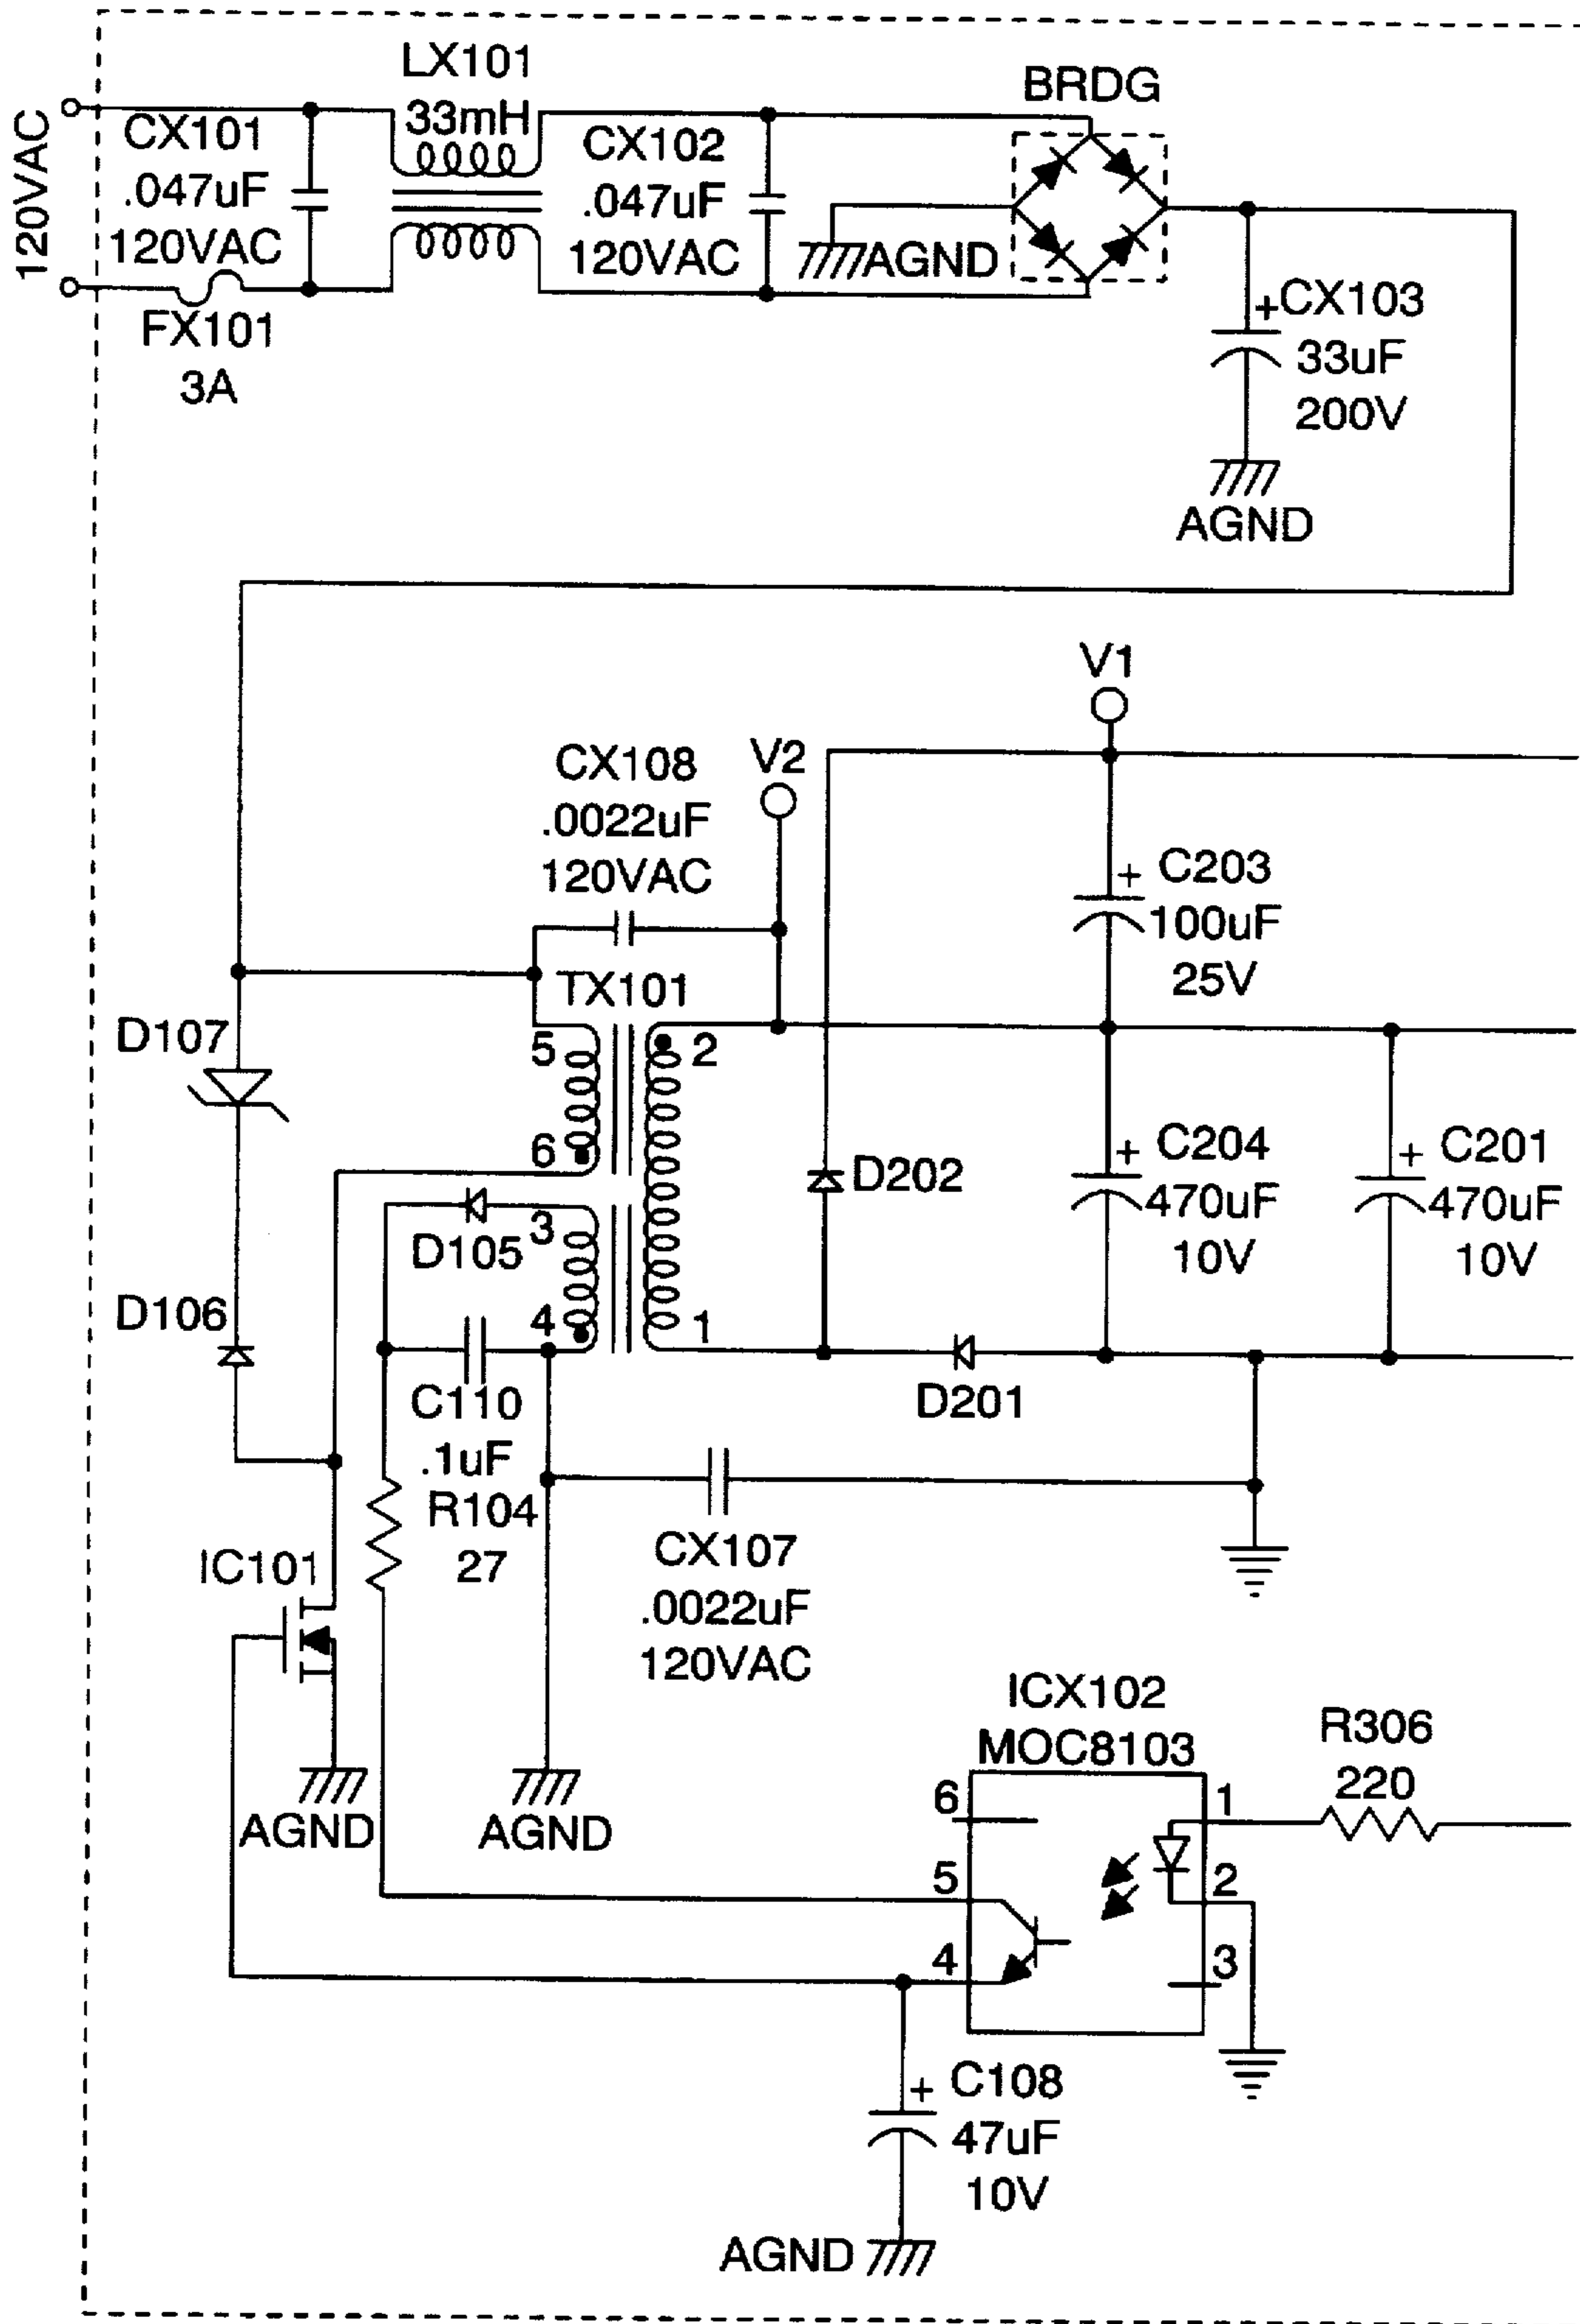 120VAC
LX101
33mH
CX101
.047uF
120VAC
CX102
.047uF
120VAC
BRDG
AGND
FX101
3A
+
CX103
33uF
200V
AGND
V1
V2
CX108
.0022uF
120VAC
+
C203
100uF
25V
TX101
D107
5
2
6
D202
+
C204
470uF
10V
+
C201
470uF
10V
3
D105
D106
4
1
C110
.1uF
D201
R104
27
IC101
CX107
.0022uF
120VAC
AGND
AGND
ICX102
MOC8103
R306
220
6
1
5
2
4
3
+
C108
47uF
10V
AGND